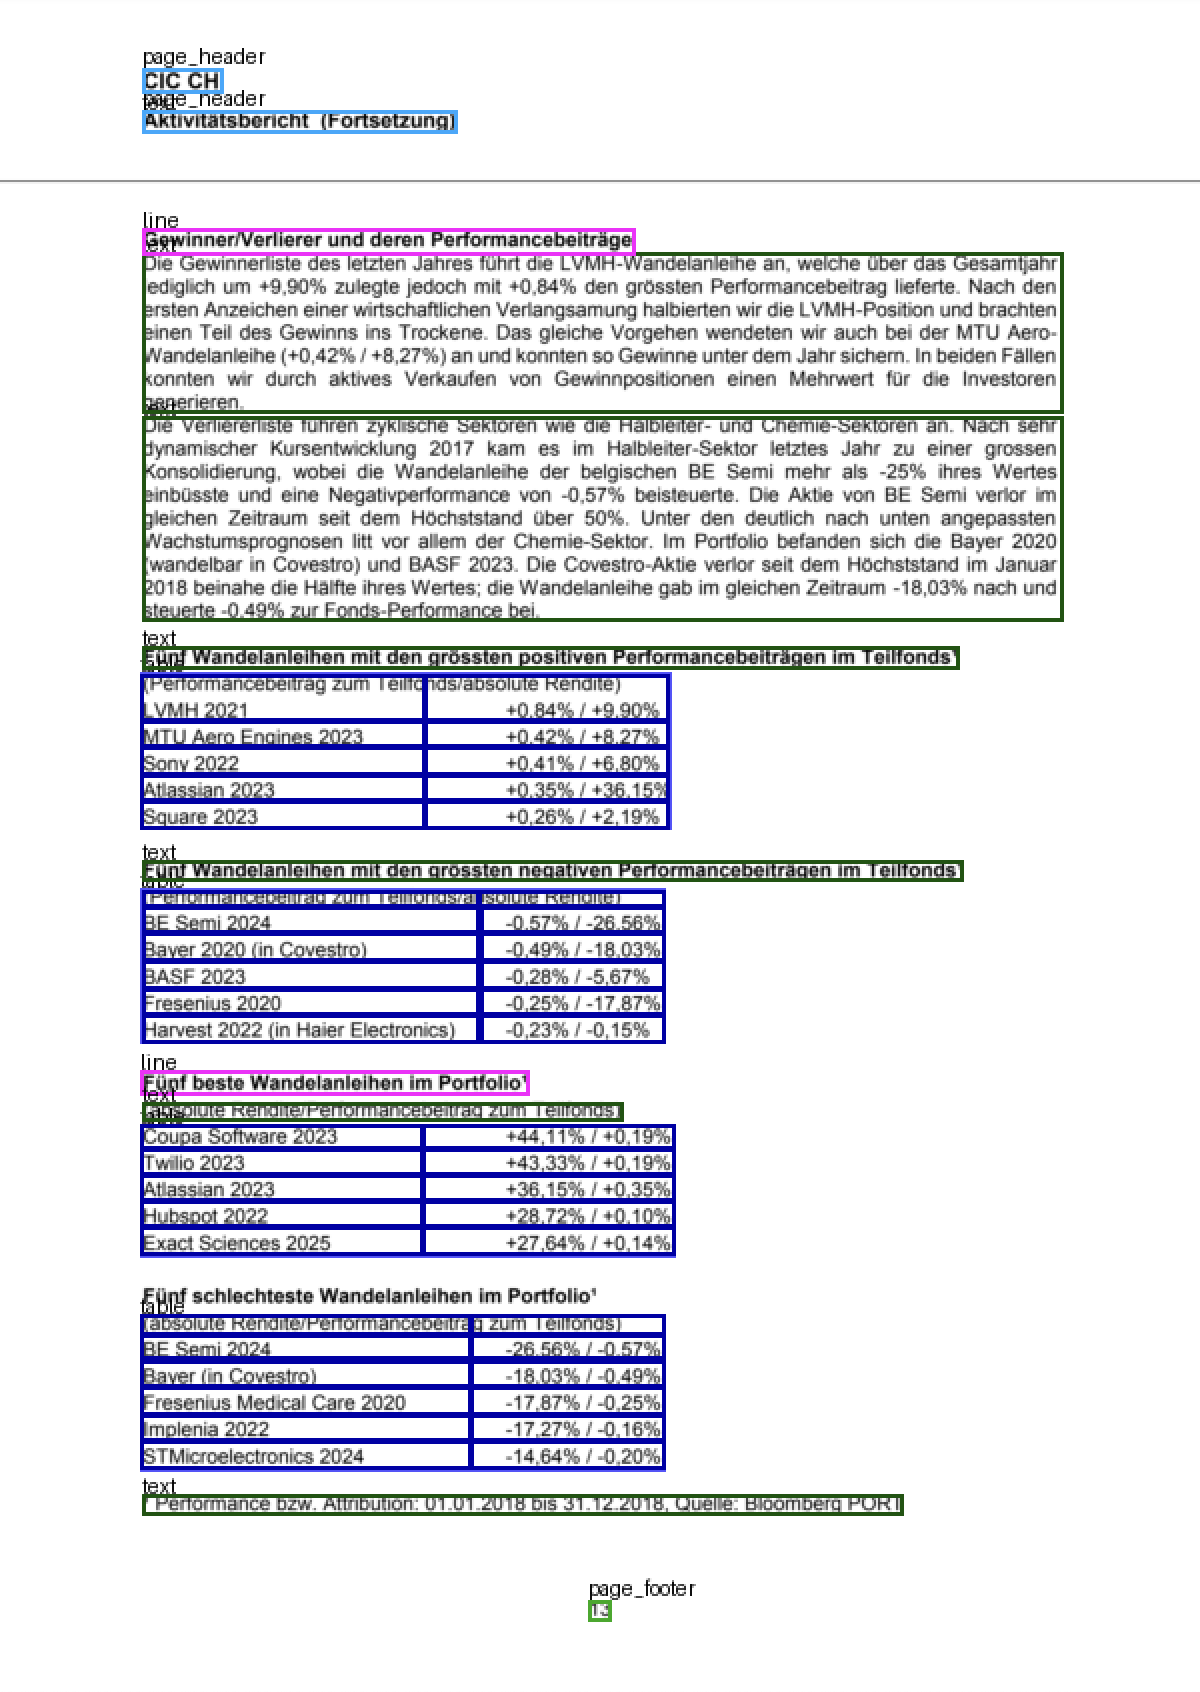 page_header
CIC CH
page_header
text
Aktivitätsbericht (Fortsetzung)
line
Gewinner/Verlierer und deren Performancebeiträge
text
Die Gewinnerliste des letzten Jahres führt die LVMH-Wandelanleihe an, welche über das Gesamtjahr
lediglich um +9,90% zulegte jedoch mit +0,84% den grössten Performancebeitrag lieferte. Nach den
ersten Anzeichen einer wirtschaftlichen Verlangsamung halbierten wir die LVMH-Position und brachten
einen Teil des Gewinns ins Trockene. Das gleiche Vorgehen wendeten wir auch bei der MTU Aero-
Wandelanleihe (+0,42% / +8,27%) an und konnten so Gewinne unter dem Jahr sichern. In beiden Fällen
konnten wir durch aktives Verkaufen von Gewinnpositionen einen Mehrwert für die Investoren
generieren.
text
Die Verliererliste führen zyklische Sektoren wie die Halbleiter- und Chemie-Sektoren an. Nach sehr
dynamischer Kursentwicklung 2017 kam es im Halbleiter-Sektor letztes Jahr zu einer grossen
Konsolidierung, wobei die Wandelanleihe der belgischen BE Semi mehr als -25% ihres Wertes
einbüsste und eine Negativperformance von -0,57% beisteuerte. Die Aktie von BE Semi verlor im
gleichen Zeitraum seit dem Höchststand über 50%. Unter den deutlich nach unten angepassten
Wachstumsprognosen litt vor allem der Chemie-Sektor. Im Portfolio befanden sich die Bayer 2020
(wandelbar in Covestro) und BASF 2023. Die Covestro-Aktie verlor seit dem Höchststand im Januar
2018 beinahe die Hälfte ihres Wertes; die Wandelanleihe gab im gleichen Zeitraum -18,03% nach und
steuerte -0,49% zur Fonds-Performance bei.
text
Fünf Wandelanleihen mit den grössten positiven Performancebeiträgen im Teilfonds¹
table
(Performancebeitrag zum Teilfonds/absolute Rendite)
LVMH 2021 +0,84% / +9,90%
MTU Aero Engines 2023 +0,42% / +8,27%
Sony 2022 +0,41% / +6,80%
Atlassian 2023 +0,35% / +36,15%
Square 2023 +0,26% / +2,19%
text
Fünf Wandelanleihen mit den grössten negativen Performancebeiträgen im Teilfonds¹
table
(Performancebeitrag zum Teilfonds/absolute Rendite)
BE Semi 2024 -0,57% / -26,56%
Bayer 2020 (in Covestro) -0,49% / -18,03%
BASF 2023 -0,28% / -5,67%
Fresenius 2020 -0,25% / -17,87%
Harvest 2022 (in Haier Electronics) -0,23% / -0,15%
line
Fünf beste Wandelanleihen im Portfolio¹
text
(absolute Rendite/Performancebeitrag zum Teilfonds)
table
Coupa Software 2023 +44,11% / +0,19%
Twilio 2023 +43,33% / +0,19%
Atlassian 2023 +36,15% / +0,35%
Hubspot 2022 +28,72% / +0,10%
Exact Sciences 2025 +27,64% / +0,14%
Fünf schlechteste Wandelanleihen im Portfolio¹
table
(absolute Rendite/Performancebeitrag zum Teilfonds)
BE Semi 2024 -26,56% / -0,57%
Bayer (in Covestro) -18,03% / -0,49%
Fresenius Medical Care 2020 -17,87% / -0,25%
Implenia 2022 -17,27% / -0,16%
STMicroelectronics 2024 -14,64% / -0,20%
text
¹ Performance bzw. Attribution: 01.01.2018 bis 31.12.2018, Quelle: Bloomberg PORT
page_footer
13